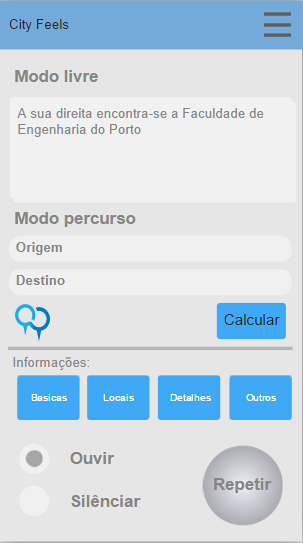 City Feels
Modo livre
A sua direita encontra-se a Faculdade de
Engenharia do Porto
Modo percurso
Origem
Destino
Calcular
Informações:
Basicas Locais Detalhes Outros
Ouvir
Repetir
Silênciar